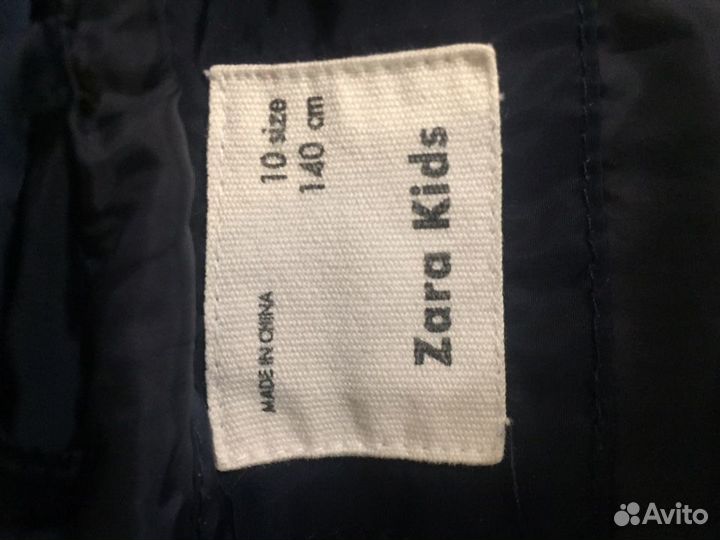 MADE IN CHINA
10 size
140 cm
Zara Kids
Avito